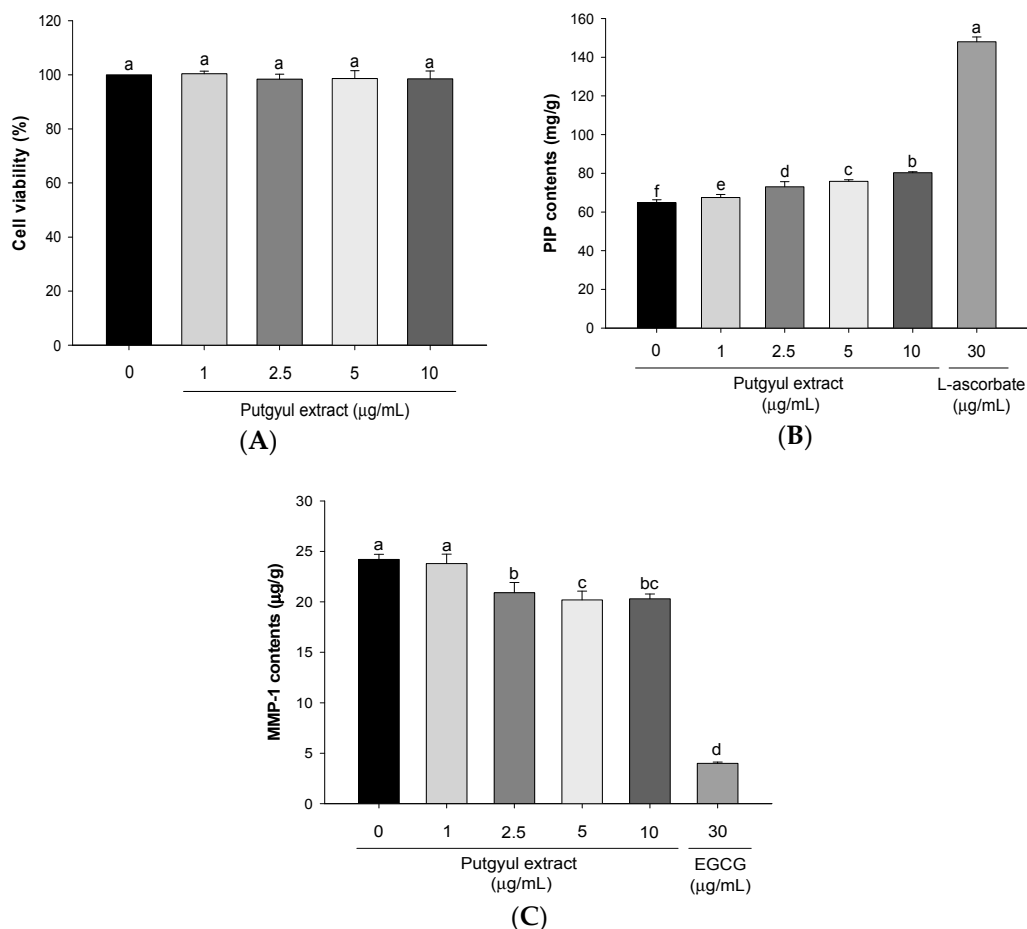 Cell viability (%)
120
100
80
60
40
20
0
a a a a a
0 1 2.5 5 10
Putgyul extract (μg/mL)
(A)
PIP contents (mg/g)
160
140
120
100
80
60
40
20
0
f e d c b a
0 1 2.5 5 10 30
Putgyul extract L-ascorbate
(μg/mL) (μg/mL)
(B)
MMP-1 contents (μg/g)
30
25
20
15
10
5
0
a a b c bc d
0 1 2.5 5 10 30
Putgyul extract EGCG
(μg/mL) (μg/mL)
(C)